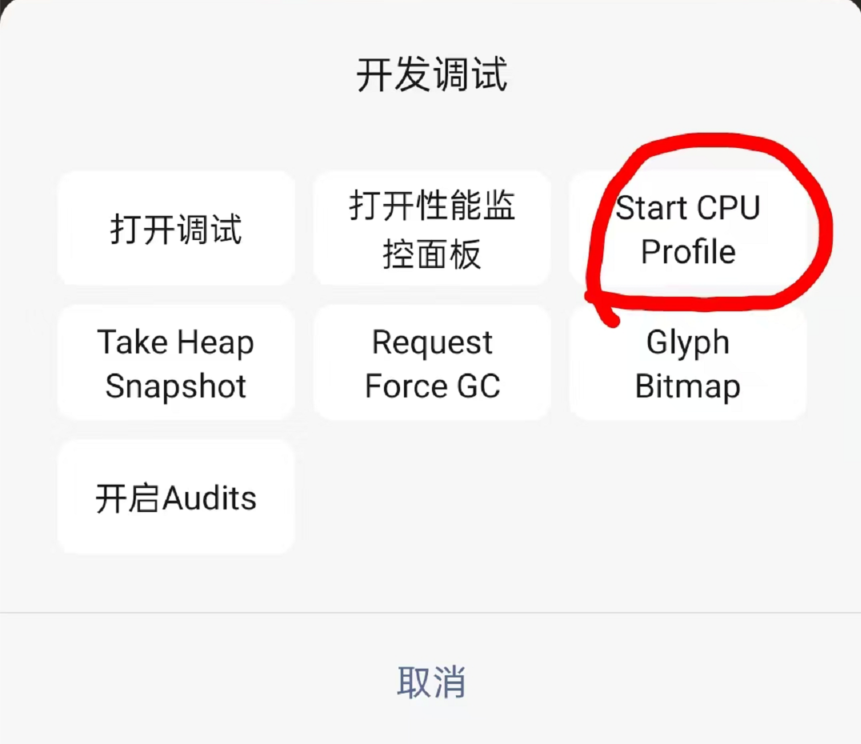 开发调试
打开调试
打开性能监
控面板
Start CPU
Profile
Take Heap
Snapshot
Request
Force GC
Glyph
Bitmap
开启Audits
取消